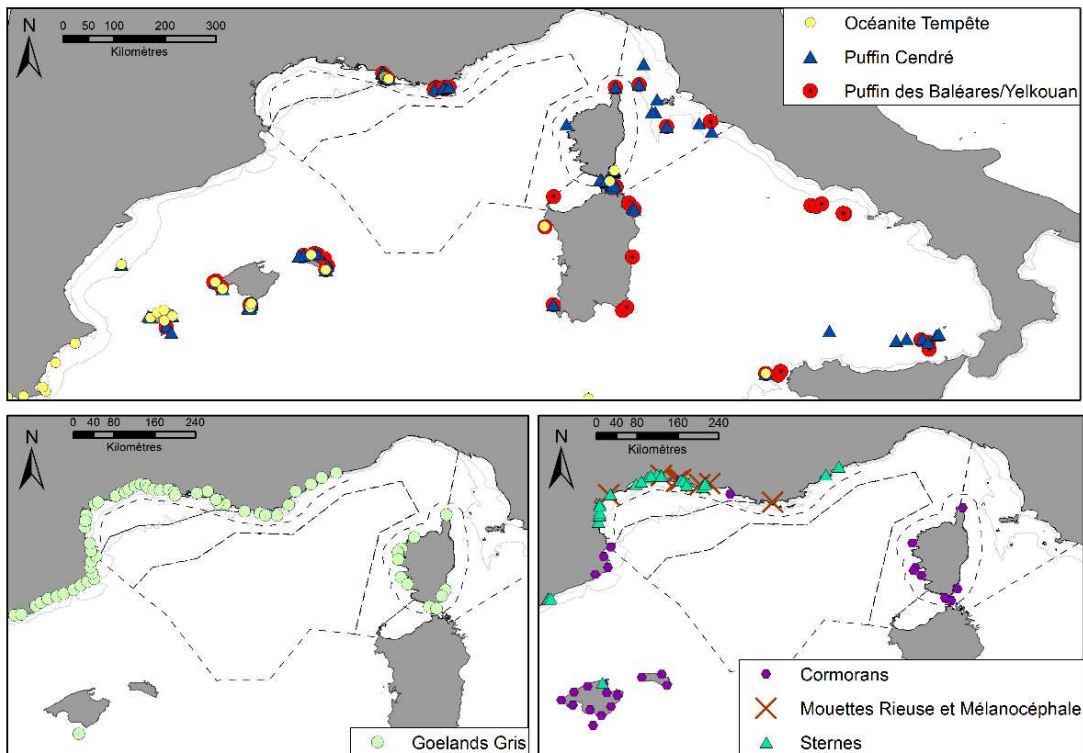 N
0 50 100 200 300
Kilomètres
Océanite Tempête
Puffin Cendré
Puffin des Baléares/Yelkouan
N
0 40 80 160 240
Kilomètres
Goelands Gris
N
0 40 80 160 240
Kilomètres
Cormorans
Mouettes Rieuse et Mélanocéphale
Sternes